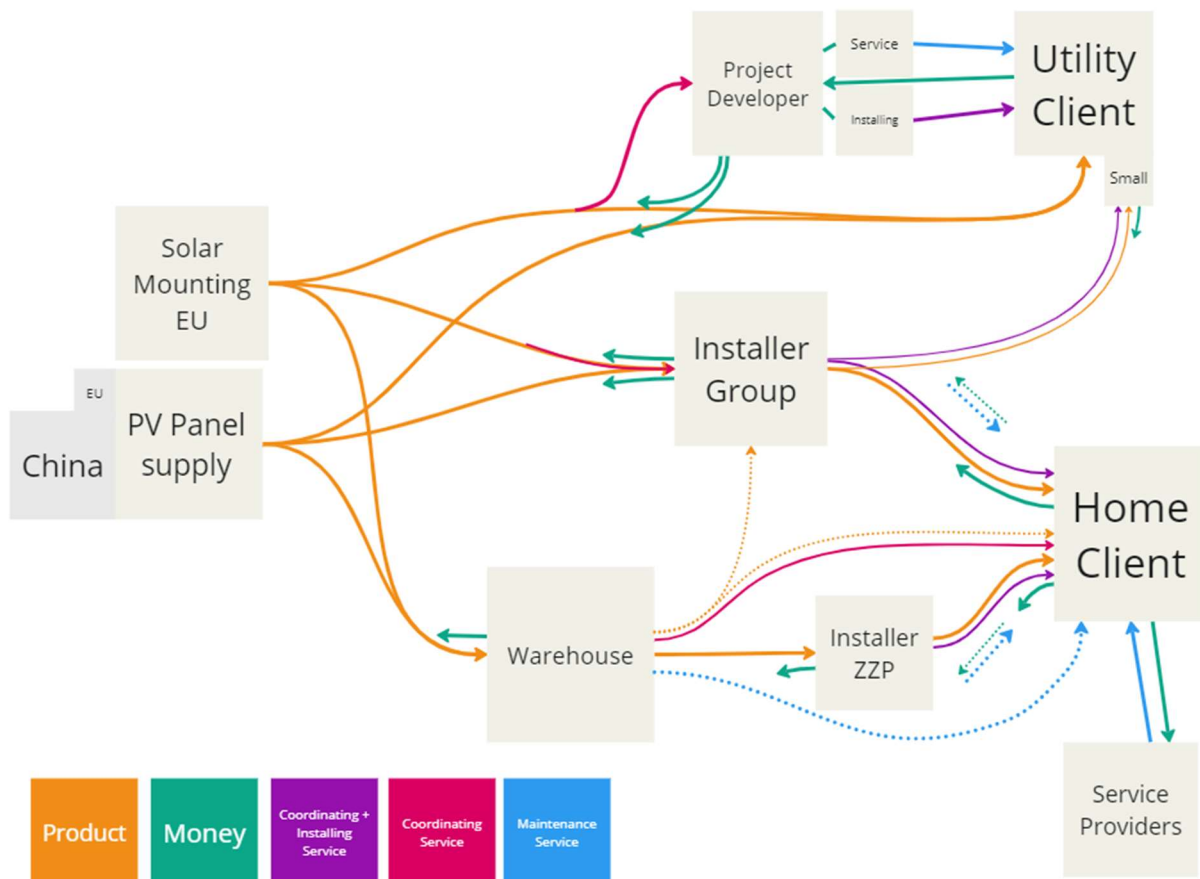 Project
Developer
Service
Installing
Utility
Client
Small
Solar
Mounting
EU
EU
China
PV Panel
supply
Installer
Group
Home
Client
Warehouse
Installer
ZZP
Service
Providers
Product
Money
Coordinating +
Installing
Service
Coordinating
Service
Maintenance
Service